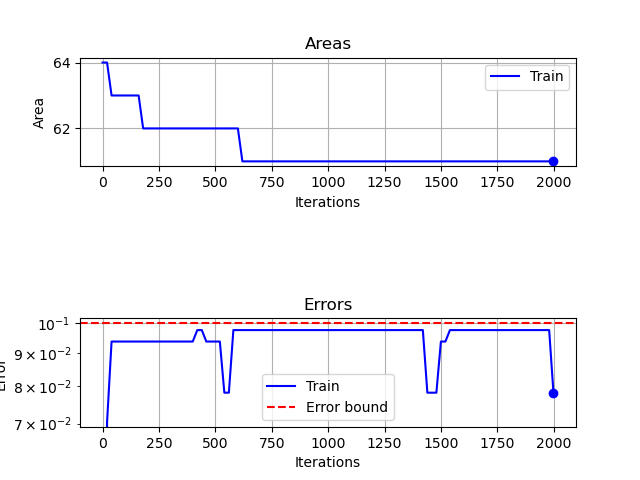 Areas
64
62
Area
Train
0 250 500 750 1000 1250 1500 1750 2000
Iterations
Errors
10⁻¹
9 × 10⁻²
8 × 10⁻²
7 × 10⁻²
Error
Train
Error bound
0 250 500 750 1000 1250 1500 1750 2000
Iterations